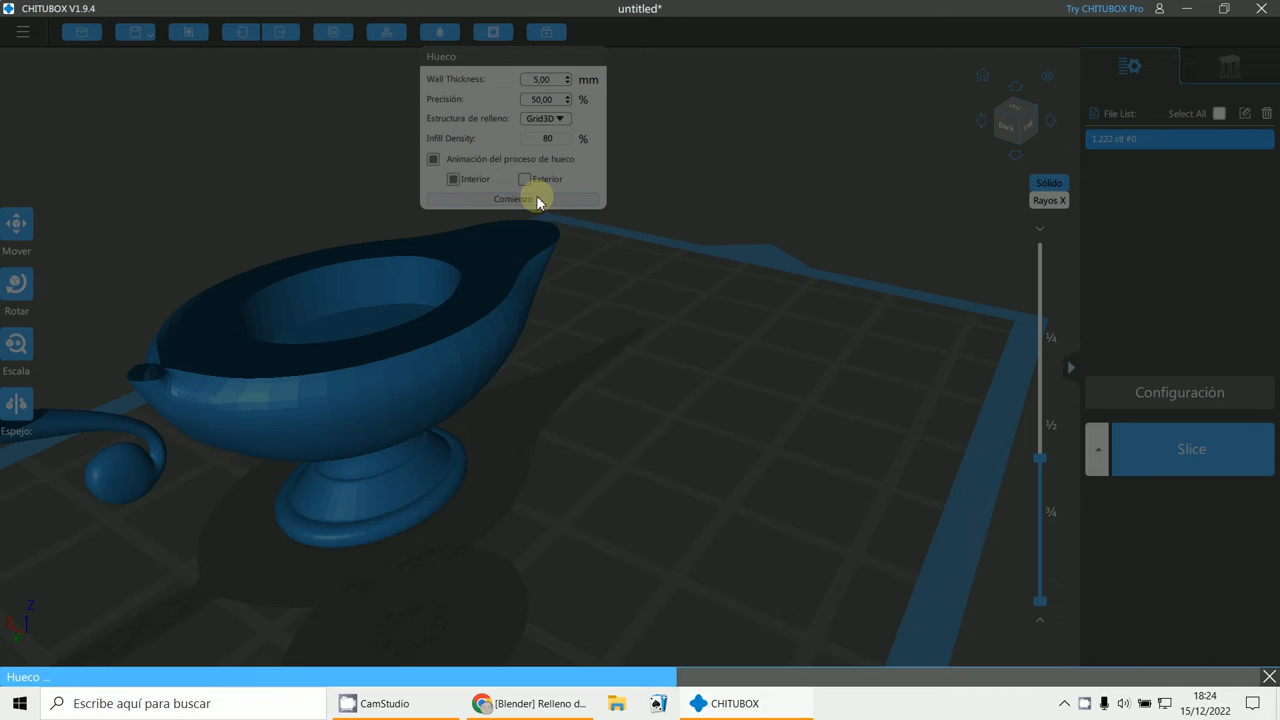 CHITUBOX V1.9.4
untitled*
Try CHITUBOX Pro
Hueco
Wall Thickness: 5,00 mm
Precisión: 50,00 %
Estructura de relleno: Grid3D
Infill Density: 80 %
Animación del proceso de hueco
Interior Exterior
Comienzo
Back
File List: Select All
1.222.stl #0
Sólido
Rayos X
Mover
Rotar
Escala
Espejo:
¼
½
¾
Configuración
Slice
Z
X
Y
Hueco ...
Escribe aquí para buscar
CamStudio
[Blender] Relleno d...
CHITUBOX
18:24
15/12/2022